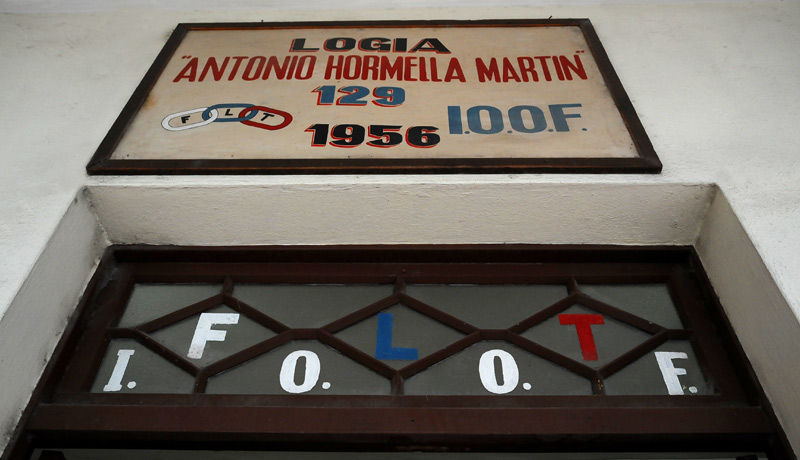 LOGIA
"ANTONIO HORMELLA MARTIN"
129
F L T
I.O.O.F.
1956
F L T
I. O. O. F.